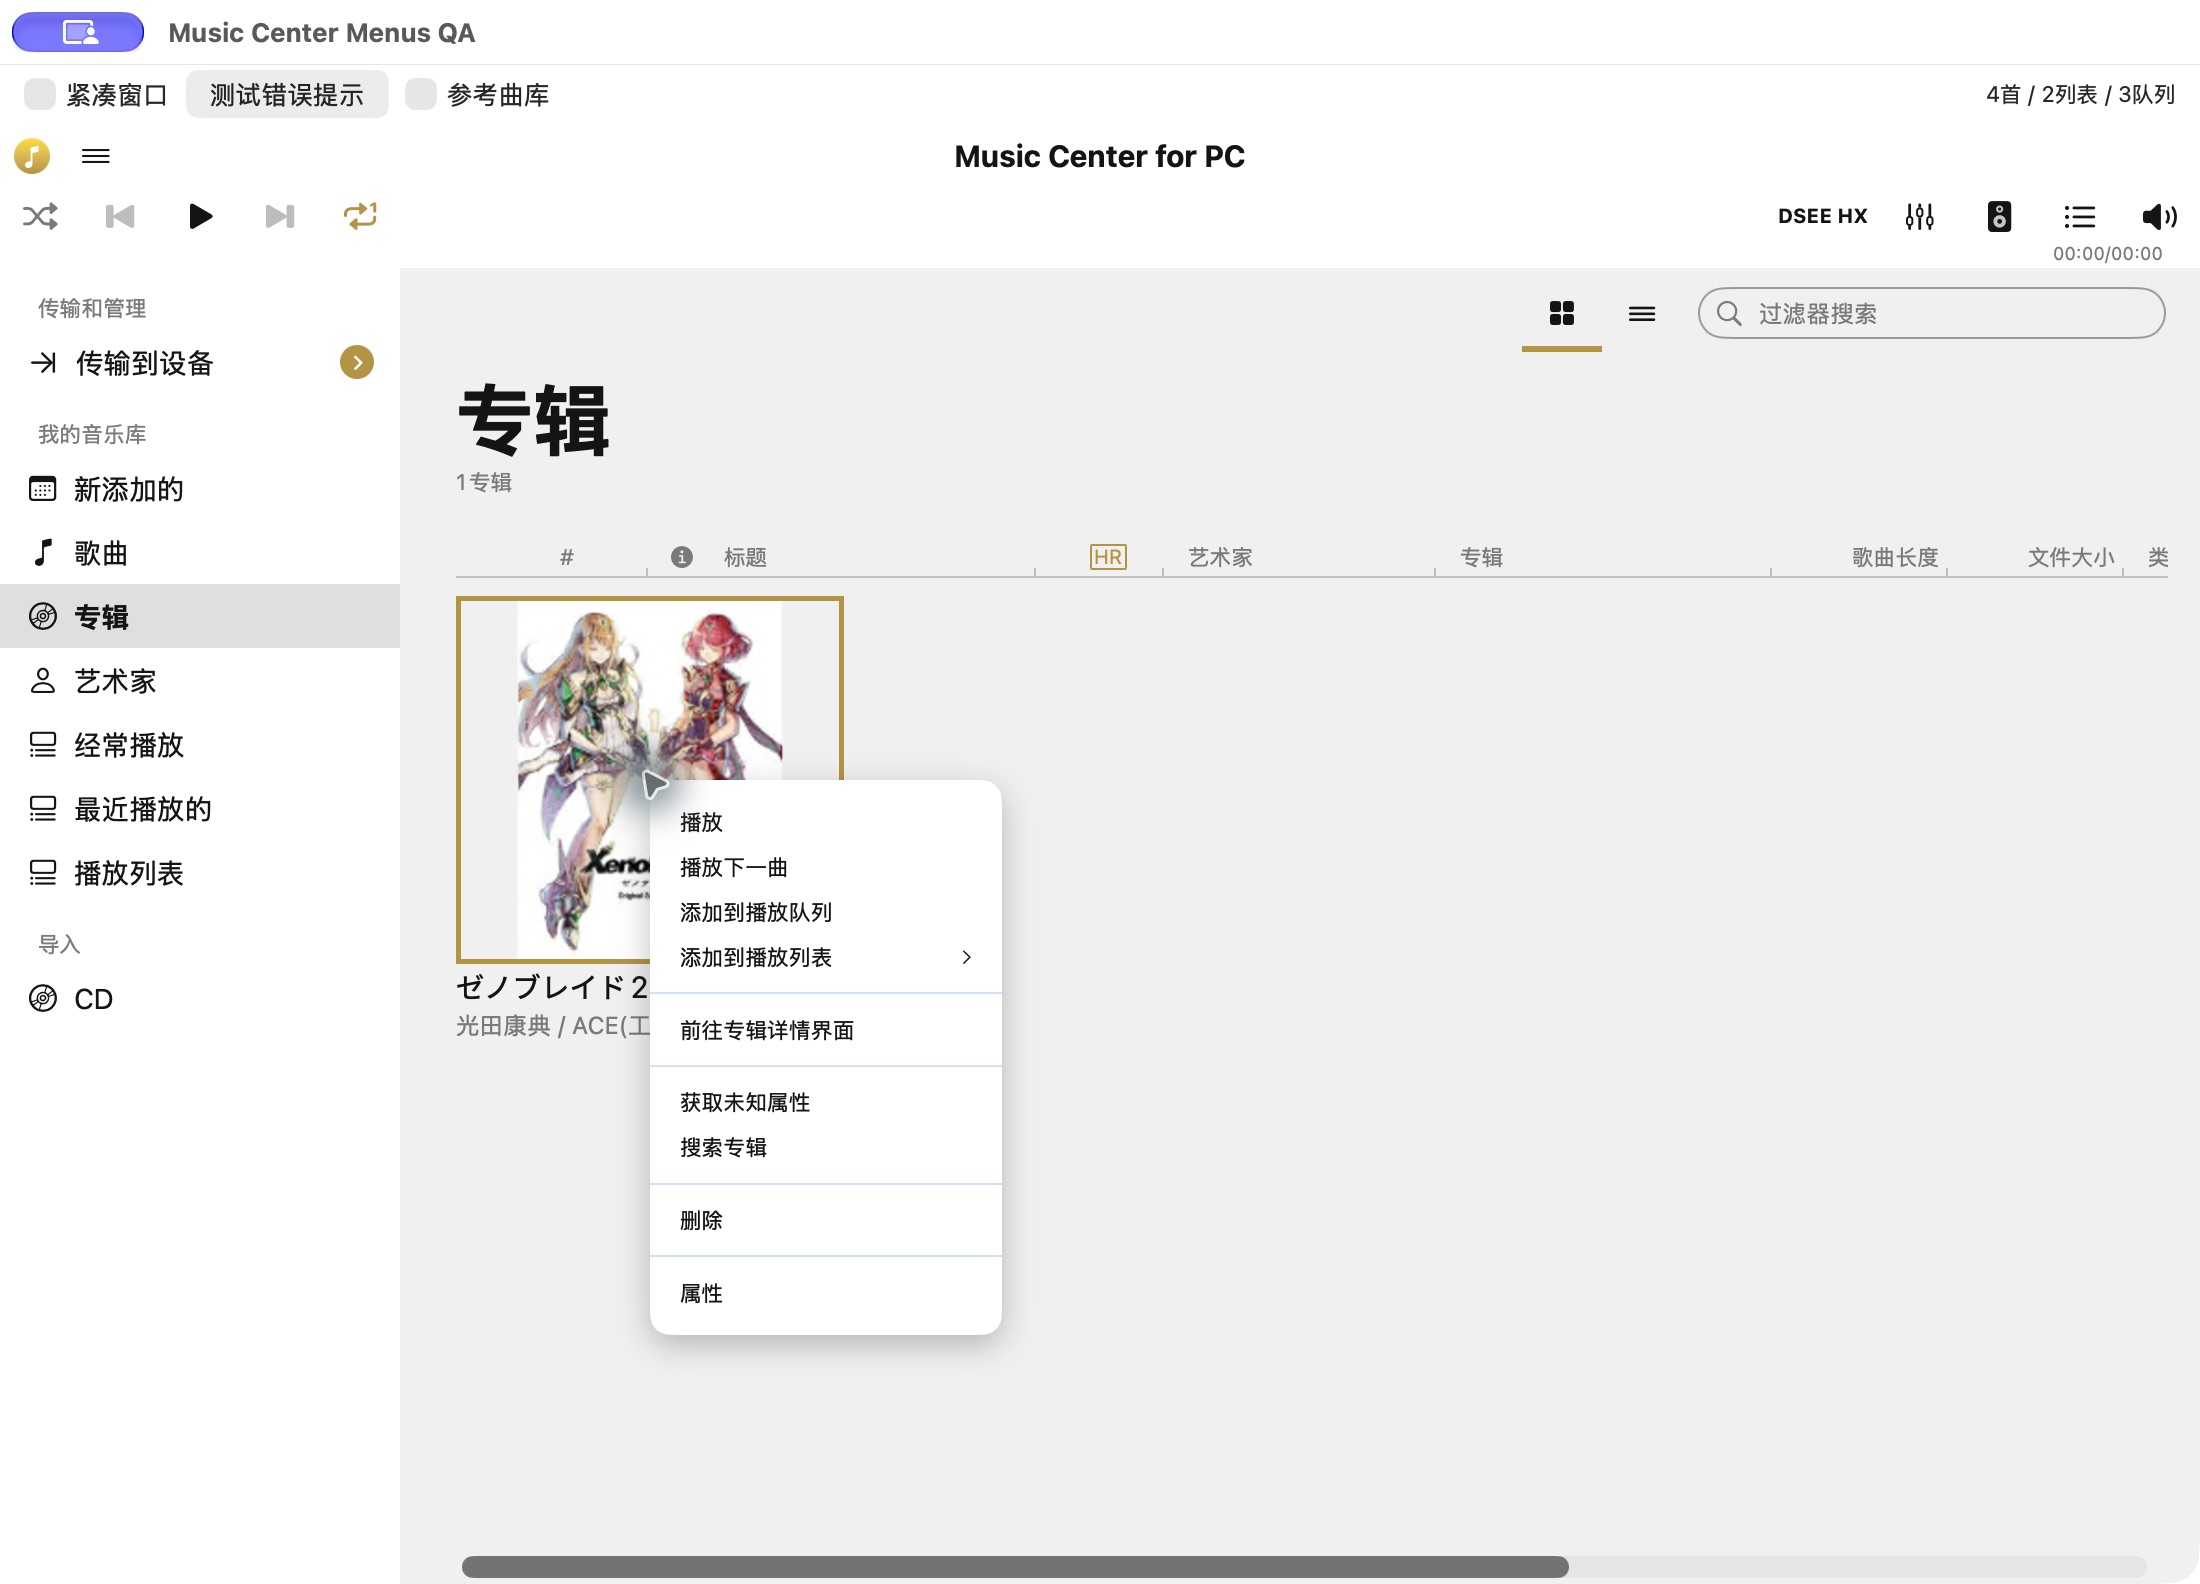 Music Center Menus QA
紧凑窗口 测试错误提示 参考曲库 4首 / 2列表 / 3队列
Music Center for PC
DSEE HX
00:00/00:00
传输和管理
传输到设备
我的音乐库
新添加的
歌曲
专辑
艺术家
经常播放
最近播放的
播放列表
导入
CD
过滤器搜索
专辑
1专辑
# 标题 HR 艺术家 专辑 歌曲长度 文件大小 类
Xeno
ゼノブレイド2
光田康典 / ACE(工
播放
播放下一曲
添加到播放队列
添加到播放列表
前往专辑详情界面
获取未知属性
搜索专辑
删除
属性